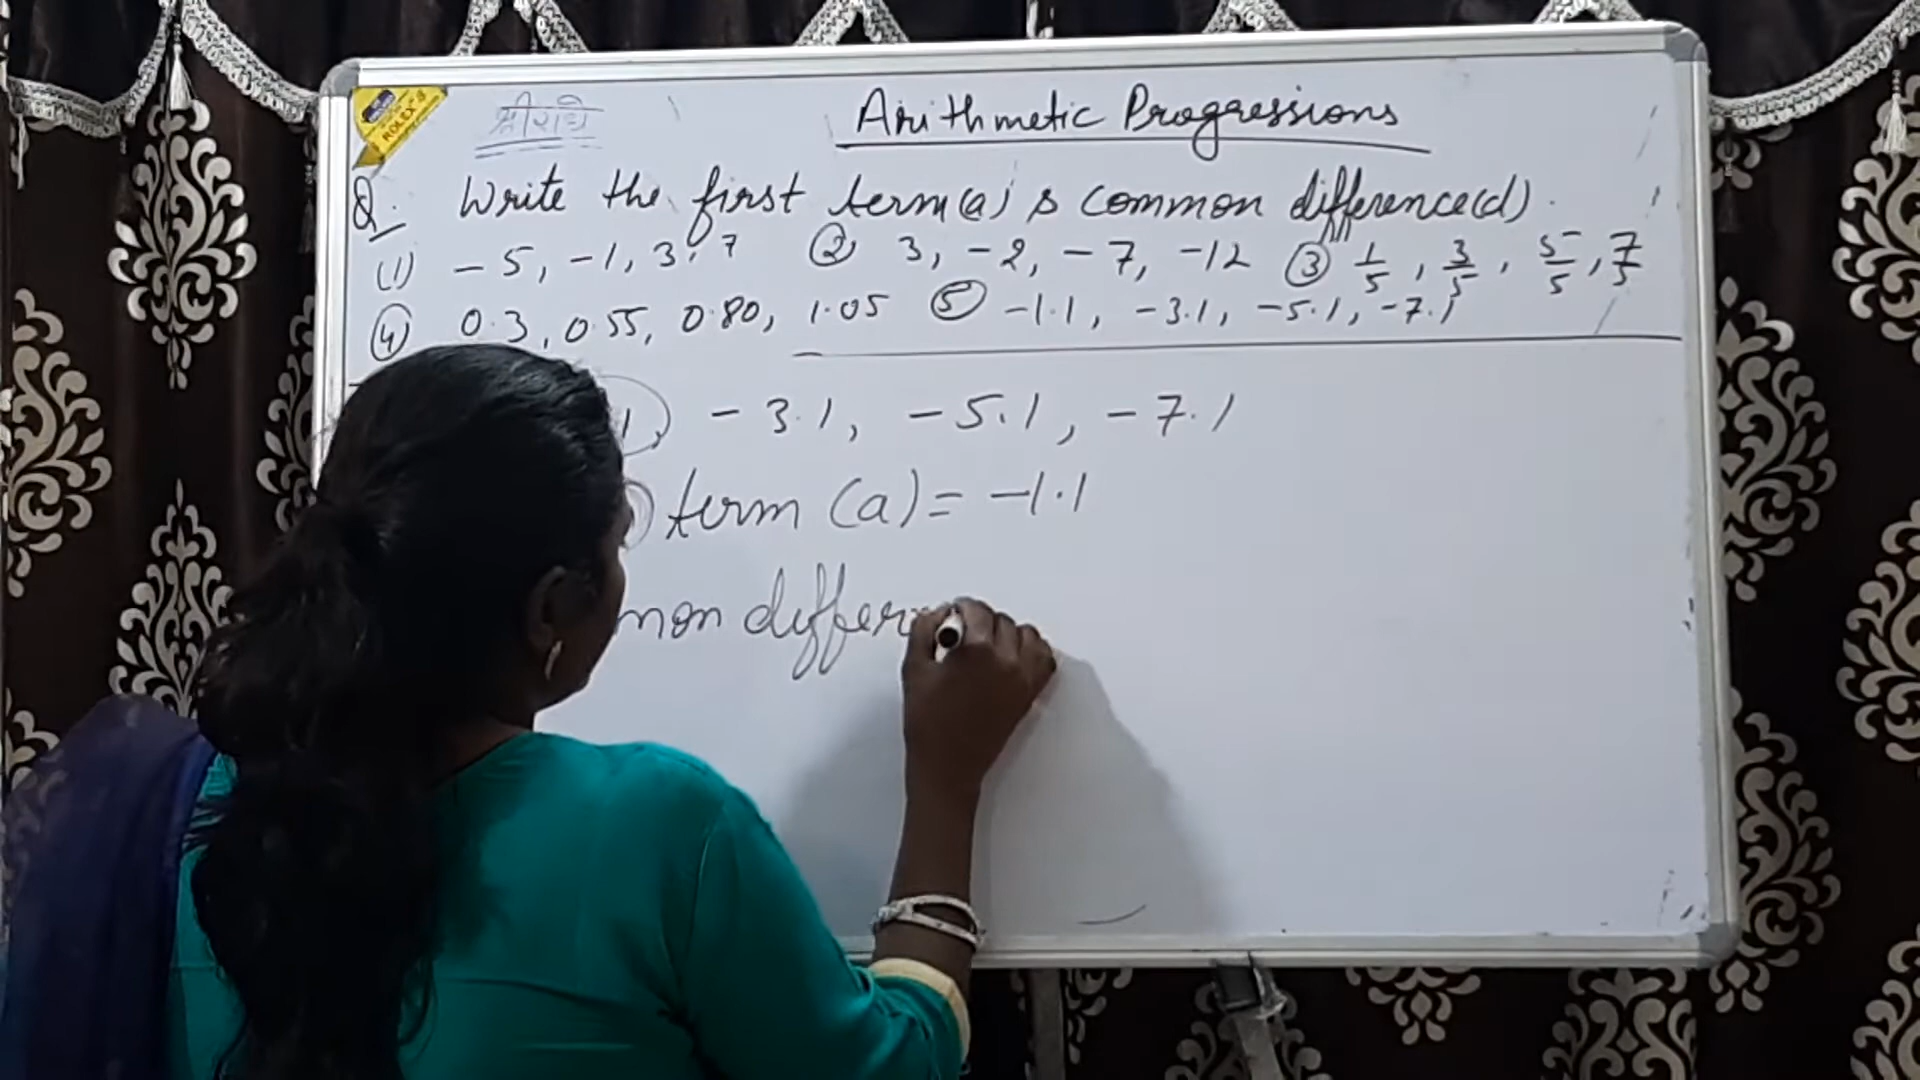 ROLEX
श्रीराधे
Arithmetic Progressions
Q. Write the first term(a) & common difference(d).
(1) -5, -1, 3, 7 ② 3, -2, -7, -12 ③ 1/5, 3/5, 5/5, 7/5
④ 0.3, 0.55, 0.80, 1.05 ⑤ -1.1, -3.1, -5.1, -7.1
1, -3.1, -5.1, -7.1
term (a) = -1.1
mon differ